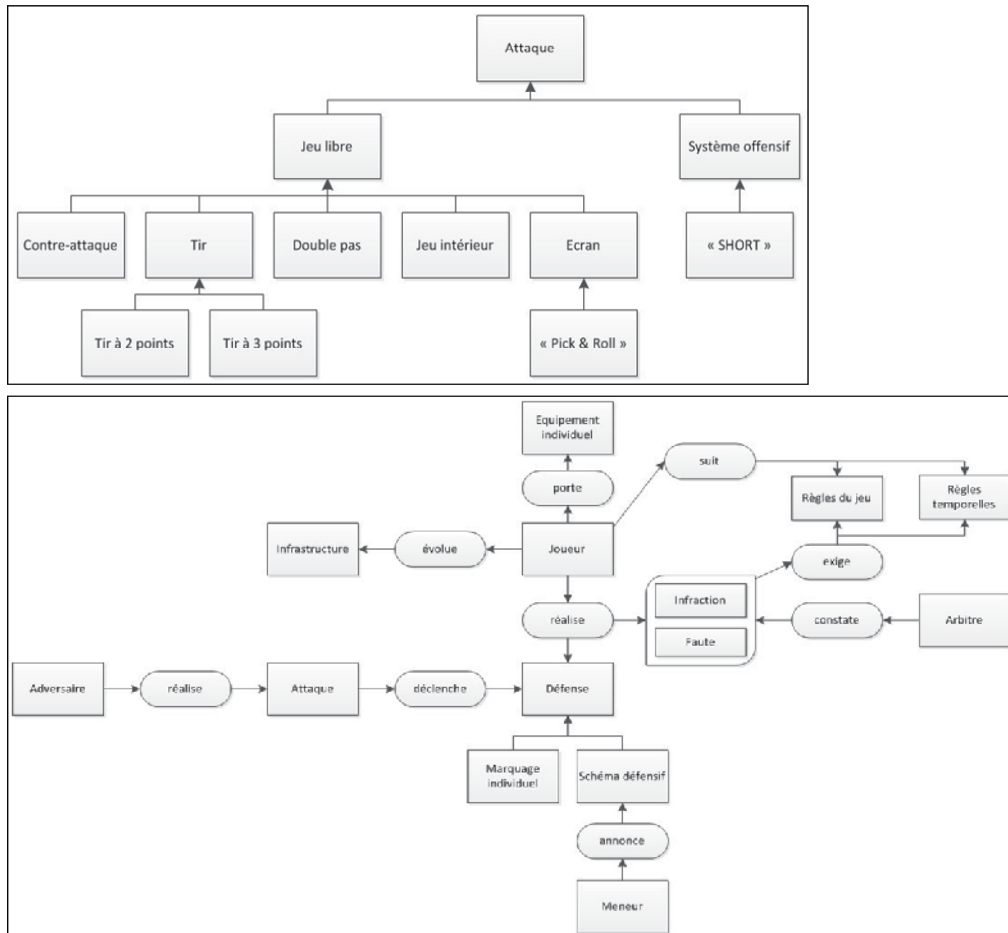 Attaque
Jeu libre
Système offensif
Contre-attaque
Tir
Double pas
Jeu intérieur
Ecran
« SHORT »
Tir à 2 points
Tir à 3 points
« Pick & Roll »
Equipement
individuel
suit
porte
Règles du jeu
Règles
temporelles
Infrastructure
évolue
Joueur
exige
Infraction
réalise
constate
Arbitre
Faute
Adversaire
réalise
Attaque
déclenche
Défense
Marquage
individuel
Schéma défensif
annonce
Meneur